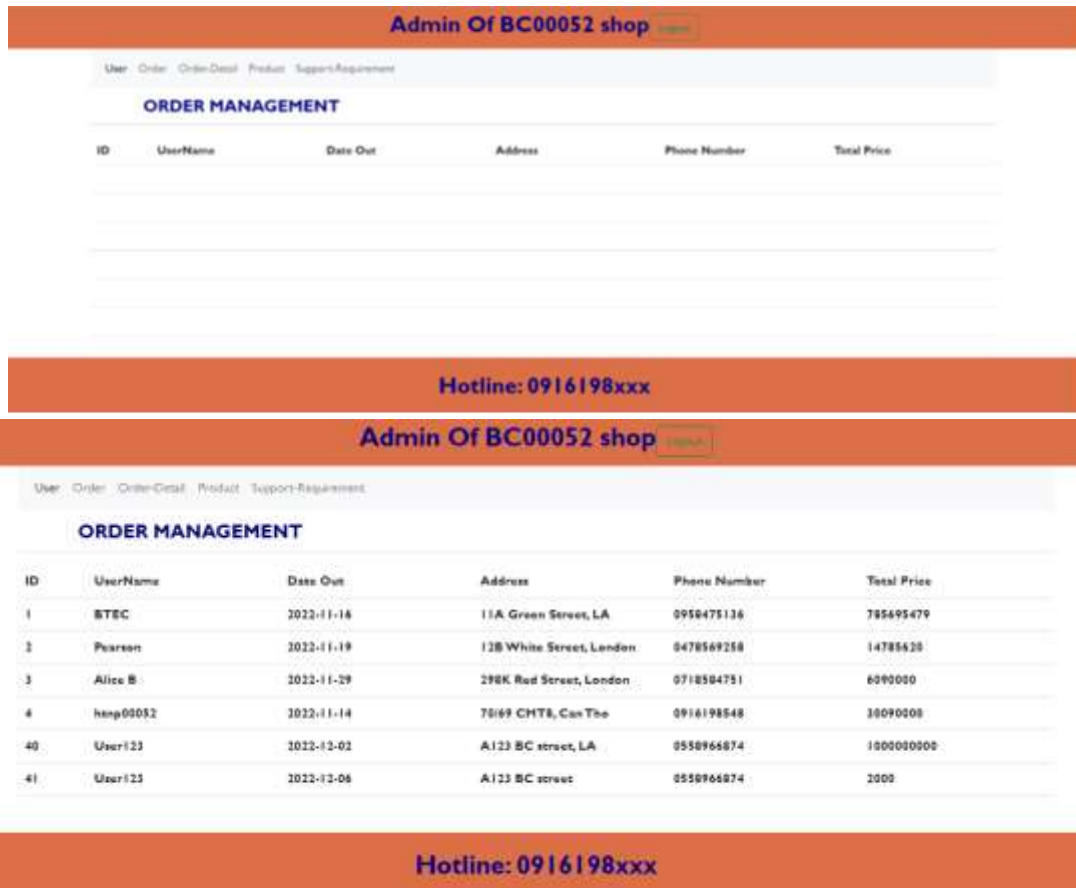 Admin Of BC00052 shop Logout
User Order Order-Detail Product Support-Requirement
ORDER MANAGEMENT
ID UserName Date Out Address Phone Number Total Price
Hotline: 0916198xxx
Admin Of BC00052 shop Logout
User Order Order-Detail Product Support-Requirement
ORDER MANAGEMENT
ID UserName Date Out Address Phone Number Total Price
1 BTEC 2022-11-16 11A Green Street, LA 0958475136 785695479
2 Pearson 2022-11-19 12B White Street, London 0478569258 14785620
3 Alice B 2022-11-29 298K Red Street, London 0718504751 6090000
4 2022-11-14 70/69 CMT8, Can Tho 0916198548 30090000
40 User123 2022-12-02 A123 BC street, LA 0550966874 1000000000
41 User123 2022-12-06 A123 BC street 0550966874 2000
Hotline: 0916198xxx